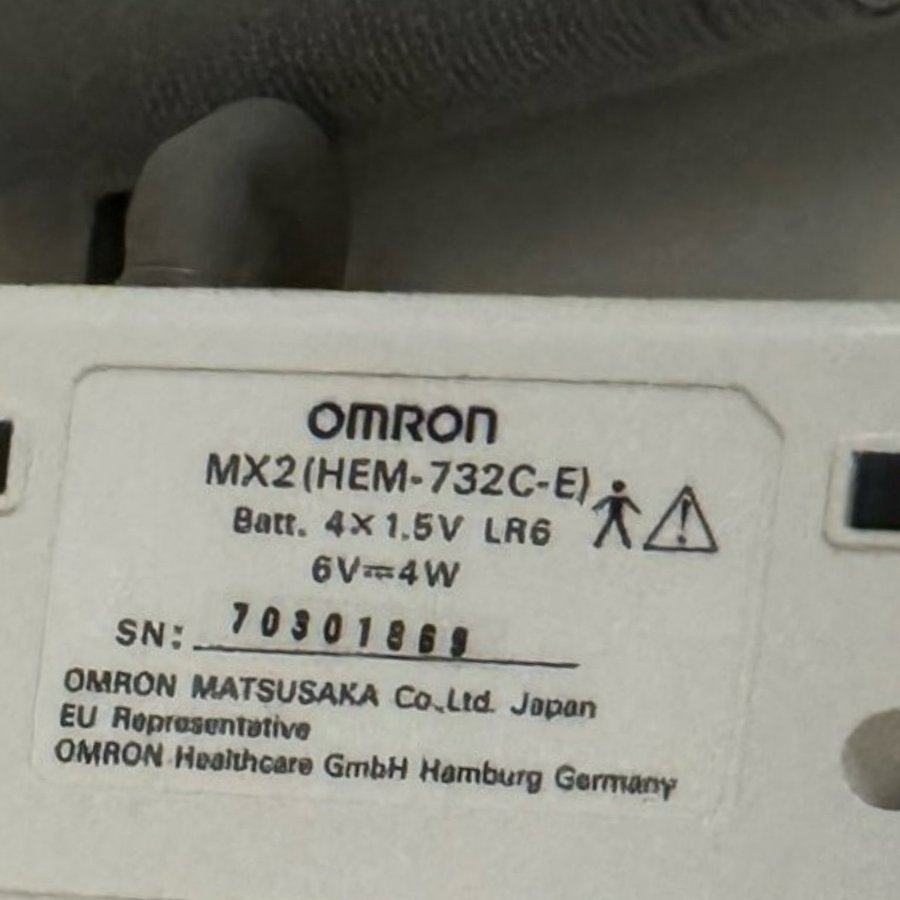 OMRON
MX2(HEM-732C-E)
Batt. 4×1.5V LR6
6V⎓4W
SN: 70301869
OMRON MATSUSAKA Co.,Ltd. Japan
EU Representative
OMRON Healthcare GmbH Hamburg Germany